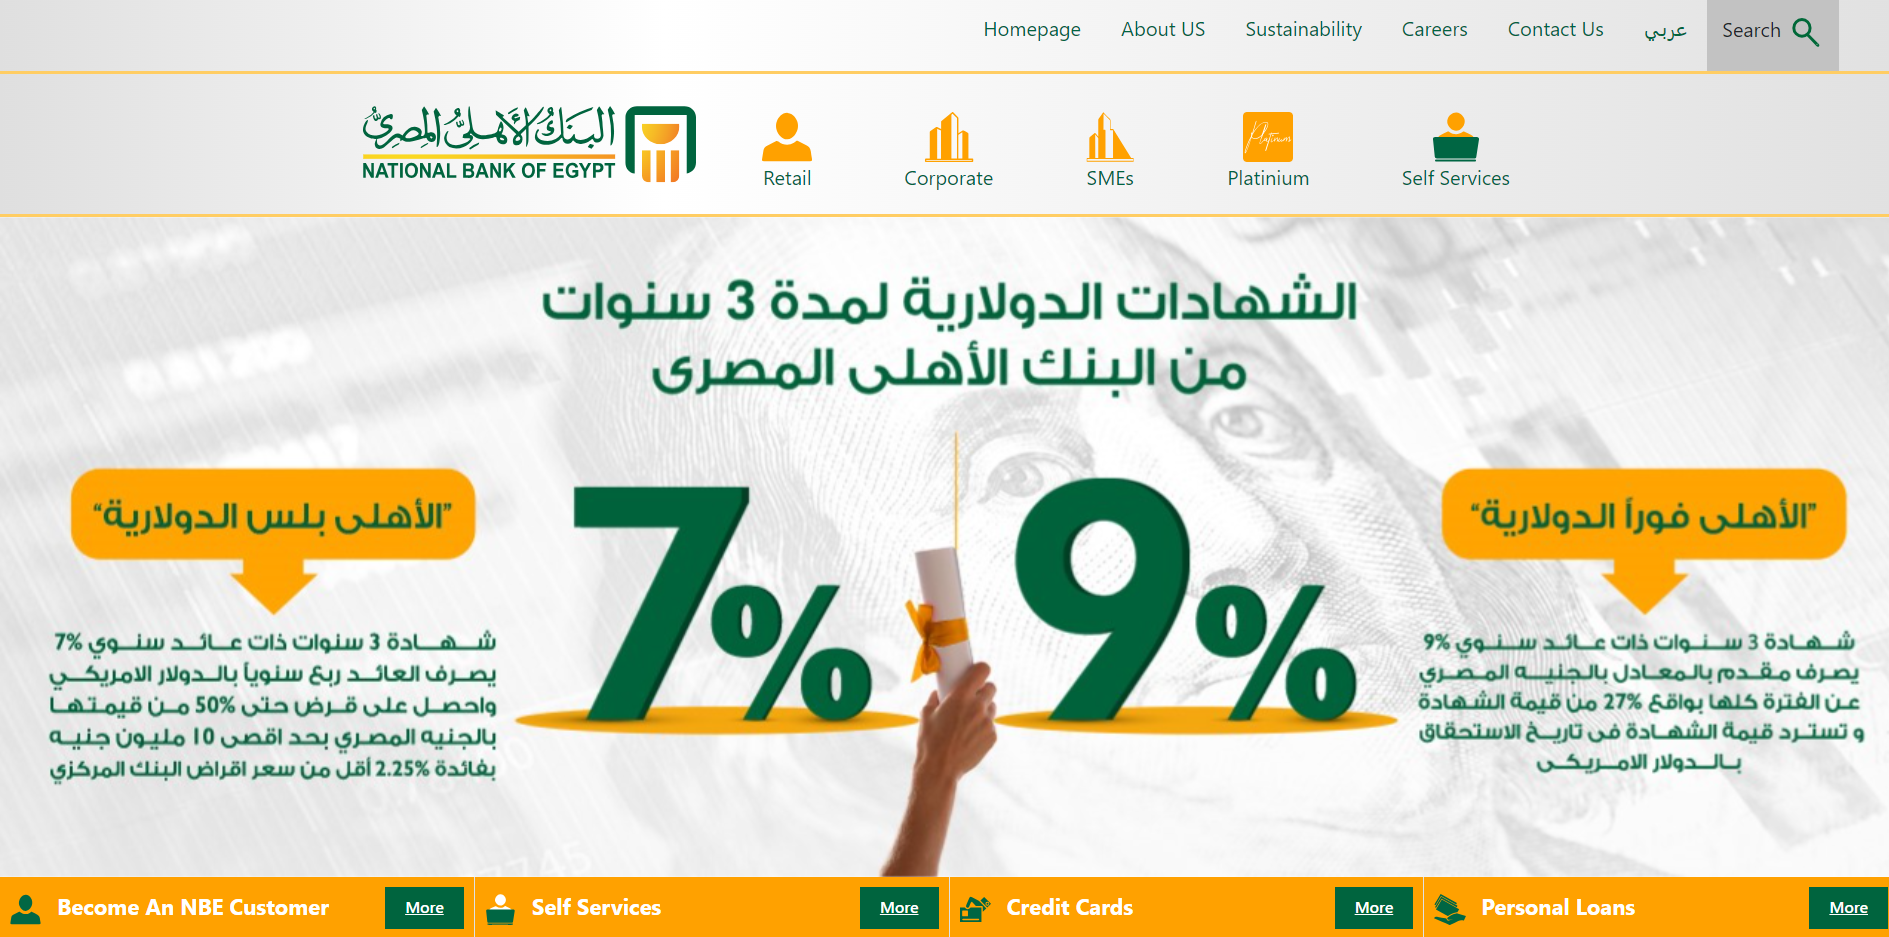 Homepage About US Sustainability Careers Contact Us عربي Search
البنك الأهلي المصري
NATIONAL BANK OF EGYPT
Retail Corporate SMEs Platinum Platinium Self Services
الشهادات الدولارية لمدة 3 سنوات
من البنك الأهلى المصرى
"الأهلى فوراً الدولارية"
9%
شهادة 3 سنوات ذات عائد سنوي 9%
يصرف مقدم بالمعادل بالجنيه المصري
عن الفترة كلها بواقع 27% من قيمة الشهادة
و تسترد قيمة الشهادة فى تاريخ الاستحقاق
بالدولار الامريكى
"الأهلى بلس الدولارية"
7%
شهادة 3 سنوات ذات عائد سنوي 7%
يصرف العائد ربع سنوياً بالدولار الامريكي
واحصل على قرض حتى 50% من قيمتها
بالجنيه المصري بحد اقصى 10 مليون جنيه
بفائدة 2.25% أقل من سعر اقراض البنك المركزي
Become An NBE Customer More Self Services More Credit Cards More Personal Loans More